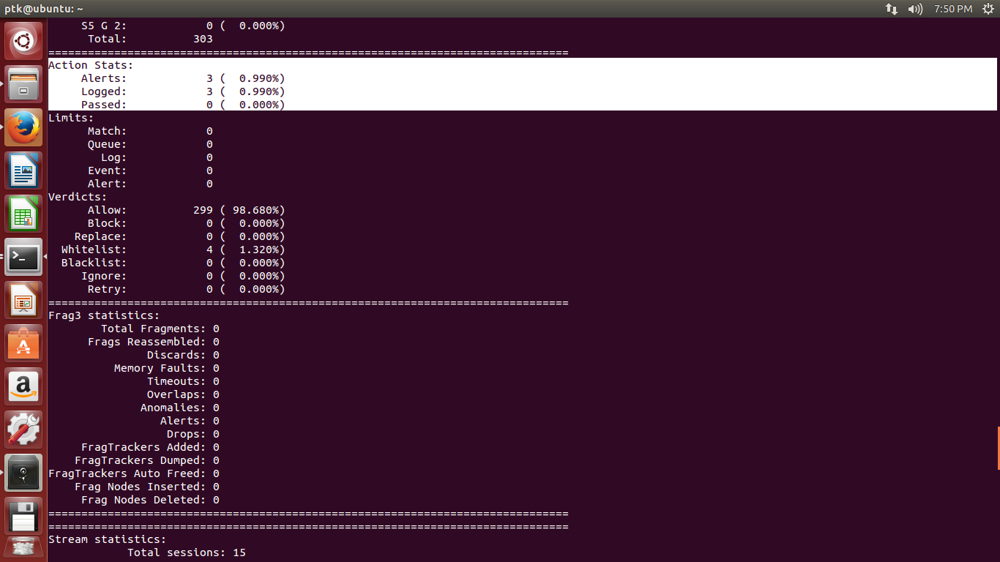 ptk@ubuntu: ~
7:50 PM
S5 G 2: 0 ( 0.000%)
Total: 303
===============================================================================
Action Stats:
Alerts: 3 ( 0.990%)
Logged: 3 ( 0.990%)
Passed: 0 ( 0.000%)
Limits:
Match: 0
Queue: 0
Log: 0
Event: 0
Alert: 0
Verdicts:
Allow: 299 ( 98.680%)
Block: 0 ( 0.000%)
Replace: 0 ( 0.000%)
Whitelist: 4 ( 1.320%)
Blacklist: 0 ( 0.000%)
Ignore: 0 ( 0.000%)
Retry: 0 ( 0.000%)
===============================================================================
Frag3 statistics:
Total Fragments: 0
Frags Reassembled: 0
Discards: 0
Memory Faults: 0
Timeouts: 0
Overlaps: 0
Anomalies: 0
Alerts: 0
Drops: 0
FragTrackers Added: 0
FragTrackers Dumped: 0
FragTrackers Auto Freed: 0
Frag Nodes Inserted: 0
Frag Nodes Deleted: 0
===============================================================================
===============================================================================
Stream statistics:
Total sessions: 15